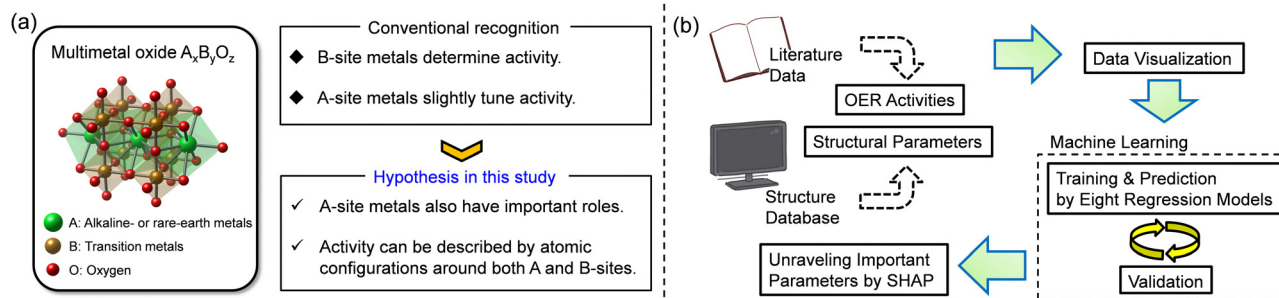 (a)
Multimetal oxide AxByOz
A: Alkaline- or rare-earth metals
B: Transition metals
O: Oxygen
Conventional recognition
◆ B-site metals determine activity.
◆ A-site metals slightly tune activity.
Hypothesis in this study
✓ A-site metals also have important roles.
✓ Activity can be described by atomic
configurations around both A and B-sites.
(b)
Literature
Data
OER Activities
Structural Parameters
Structure
Database
Data Visualization
Machine Learning
Training & Prediction
by Eight Regression Models
Validation
Unraveling Important
Parameters by SHAP